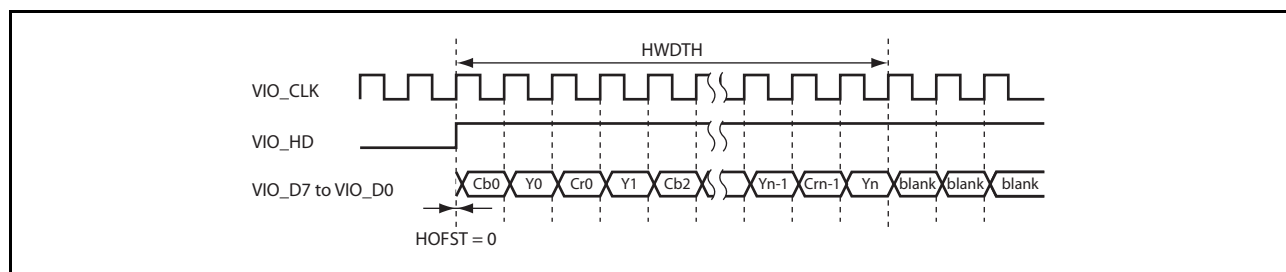 HWDTH
VIO_CLK
VIO_HD
VIO_D7 to VIO_D0
Cb0 Y0 Cr0 Y1 Cb2 Yn-1 Crn-1 Yn blank blank blank
HOFST = 0